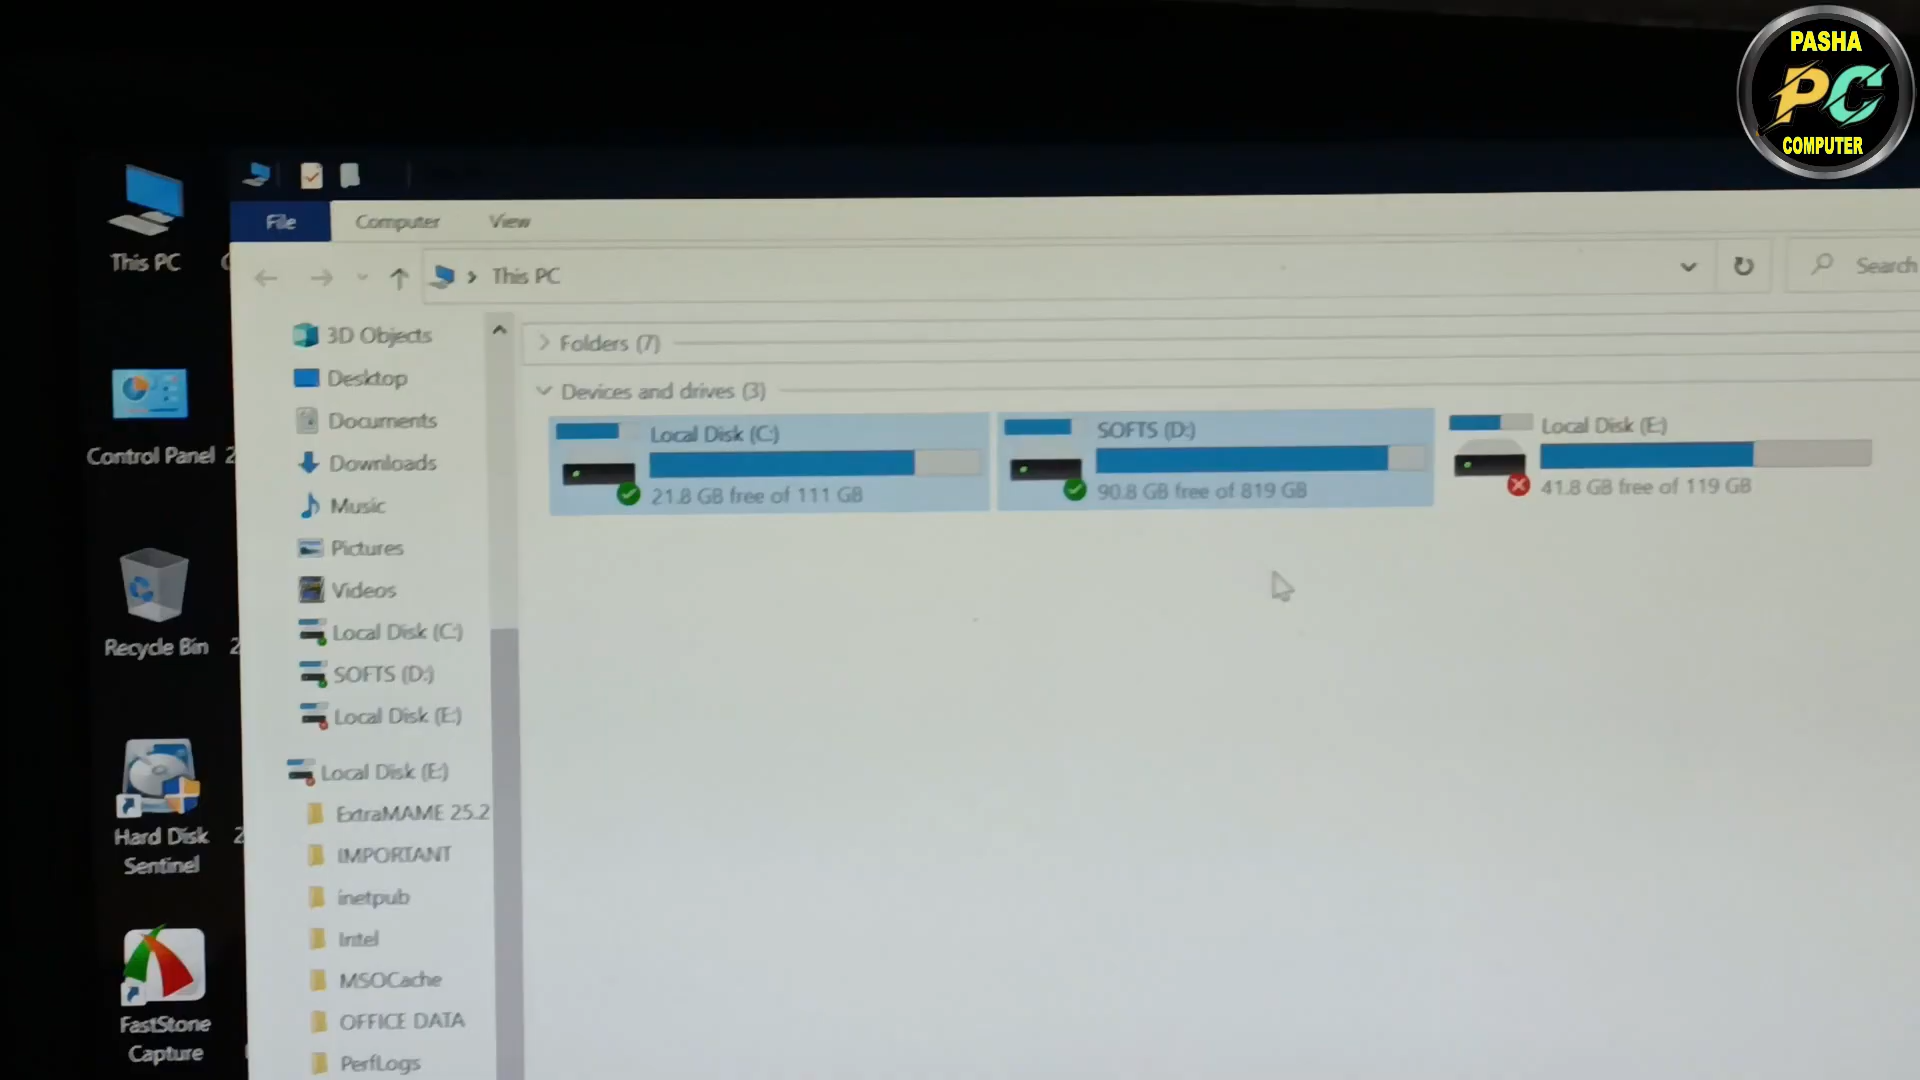 PASHA
PC
COMPUTER
This PC
File
Computer
View
This PC
Search
3D Objects
Folders (7)
Desktop
Devices and drives (3)
Documents
Local Disk (C:)
SOFTS (D:)
Local Disk (E:)
21.8 GB free of 111 GB
90.8 GB free of 819 GB
41.8 GB free of 119 GB
Control Panel
Downloads
Music
Pictures
Videos
Local Disk (C:)
SOFTS (D:)
Local Disk (E:)
Recycle Bin
Local Disk (E:)
ExtraMAME 25.2
IMPORTANT
inetpub
Intel
MSOCache
OFFICE DATA
PerfLogs
Hard Disk
Sentinel
FastStone
Capture